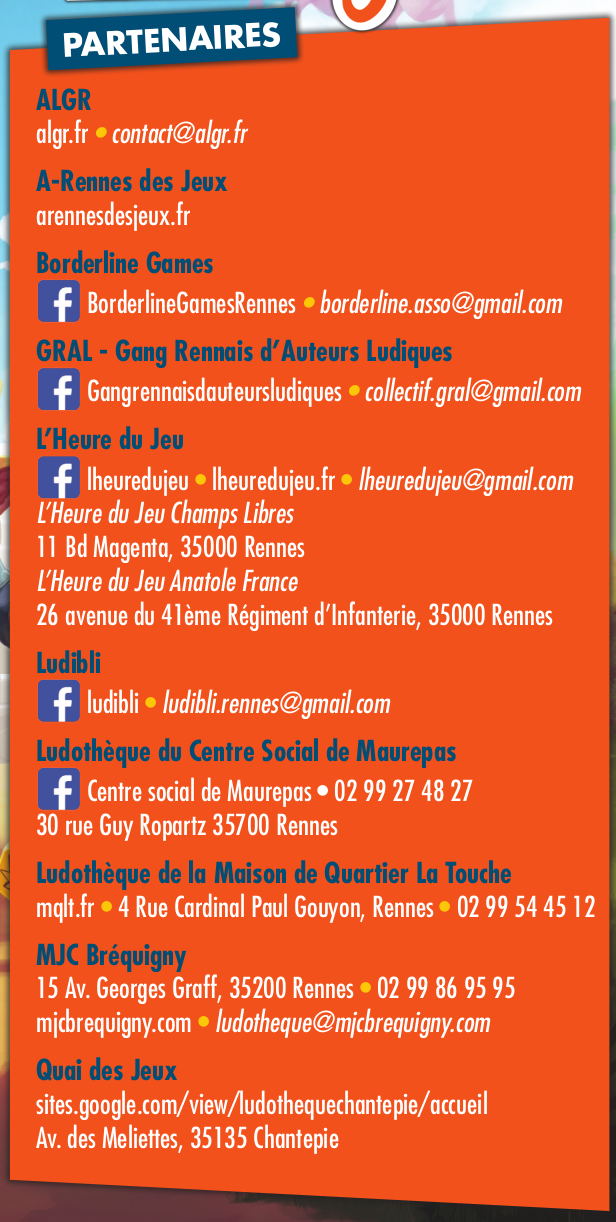 PARTENAIRES
ALGR
algr.fr • contact@algr.fr
A-Rennes des Jeux
arennesdesjeux.fr
Borderline Games
BorderlineGamesRennes • borderline.asso@gmail.com
GRAL - Gang Rennais d'Auteurs Ludiques
Gangrennaisdauteursludiques • collectif.gral@gmail.com
L'Heure du Jeu
lheuredujeu • lheuredujeu.fr • lheuredujeu@gmail.com
L'Heure du Jeu Champs Libres
11 Bd Magenta, 35000 Rennes
L'Heure du Jeu Anatole France
26 avenue du 41ème Régiment d'Infanterie, 35000 Rennes
Ludibli
ludibli • ludibli.rennes@gmail.com
Ludothèque du Centre Social de Maurepas
Centre social de Maurepas • 02 99 27 48 27
30 rue Guy Ropartz 35700 Rennes
Ludothèque de la Maison de Quartier La Touche
mqlt.fr • 4 Rue Cardinal Paul Gouyon, Rennes • 02 99 54 45 12
MJC Bréquigny
15 Av. Georges Graff, 35200 Rennes • 02 99 86 95 95
mjcbrequigny.com • ludotheque@mjcbrequigny.com
Quai des Jeux
sites.google.com/view/ludothequechantepie/accueil
Av. des Meliettes, 35135 Chantepie